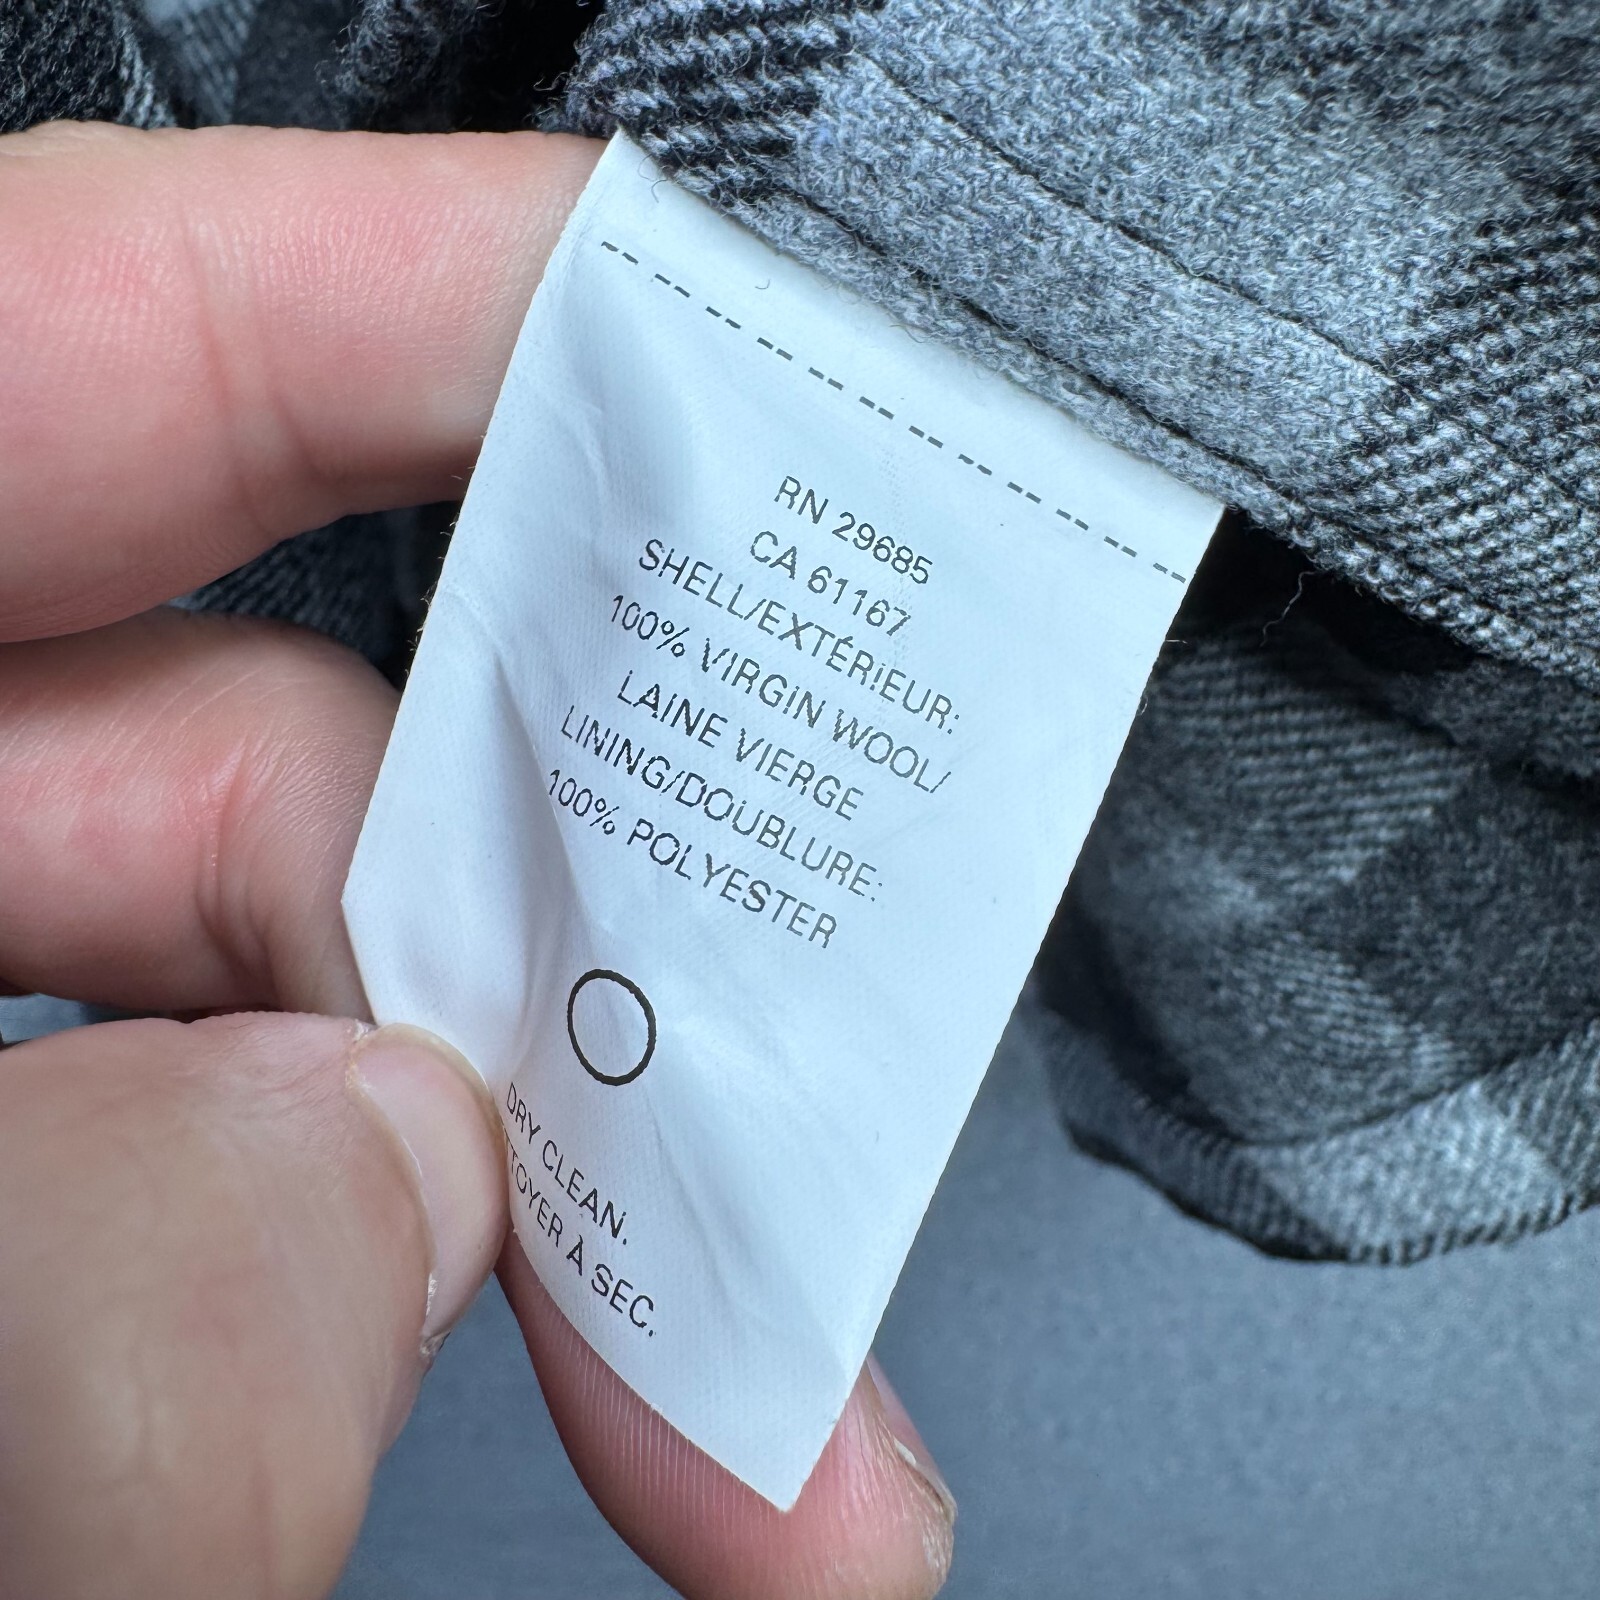 RN 29685
CA 61167
SHELL/EXTÉRIEUR:
100% VIRGIN WOOL/
LAINE VIERGE
LINING/DOUBLURE:
100% POLYESTER
DRY CLEAN.
À SEC.